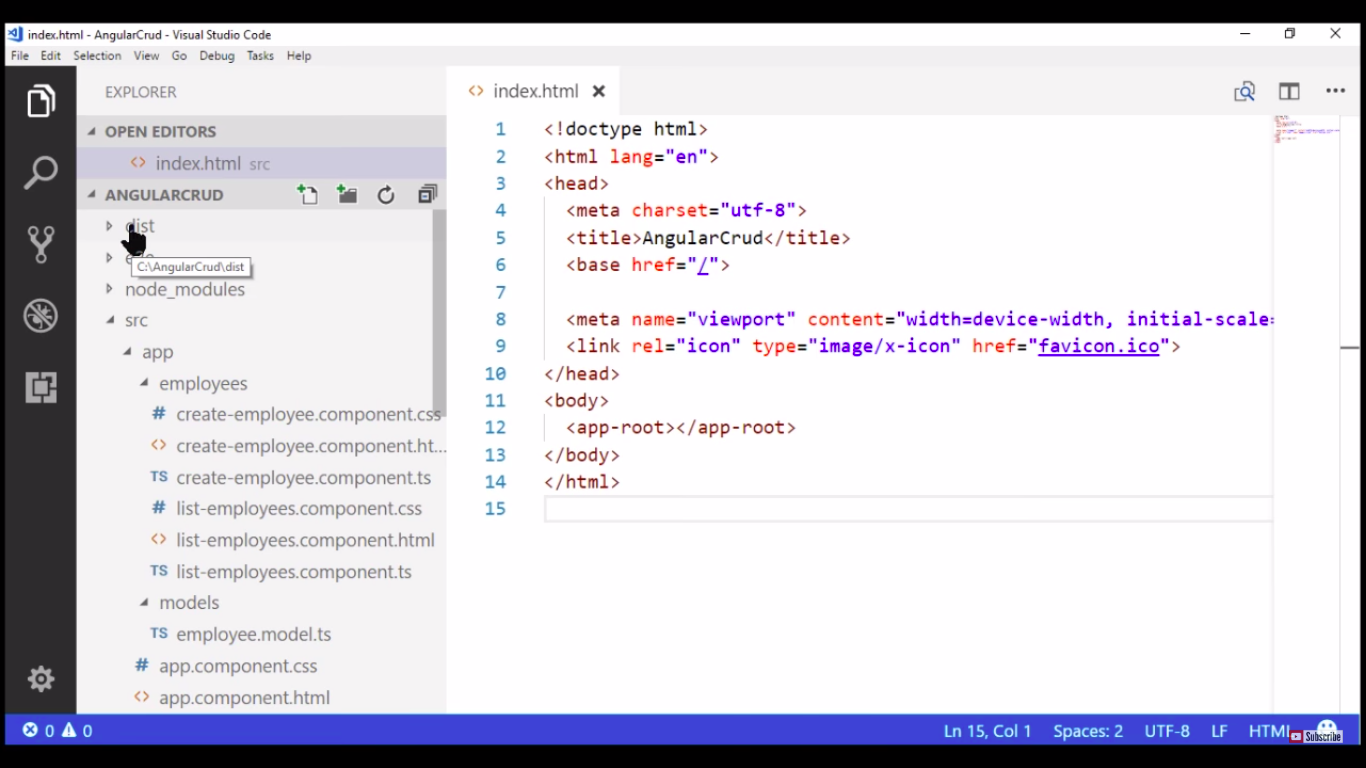 index.html - AngularCrud - Visual Studio Code
File Edit Selection View Go Debug Tasks Help
EXPLORER
OPEN EDITORS
index.html src
ANGULARCRUD
dist
C:\AngularCrud\dist
node_modules
src
app
employees
# create-employee.component.css
<> create-employee.component.ht...
TS create-employee.component.ts
# list-employees.component.css
<> list-employees.component.html
TS list-employees.component.ts
models
TS employee.model.ts
# app.component.css
<> app.component.html
<> index.html
1 <!doctype html>
2 <html lang="en">
3 <head>
4 <meta charset="utf-8">
5 <title>AngularCrud</title>
6 <base href="/">
7
8 <meta name="viewport" content="width=device-width, initial-scale=
9 <link rel="icon" type="image/x-icon" href="favicon.ico">
10 </head>
11 <body>
12 <app-root></app-root>
13 </body>
14 </html>
15
0 0 Ln 15, Col 1 Spaces: 2 UTF-8 LF HTML
Subscribe